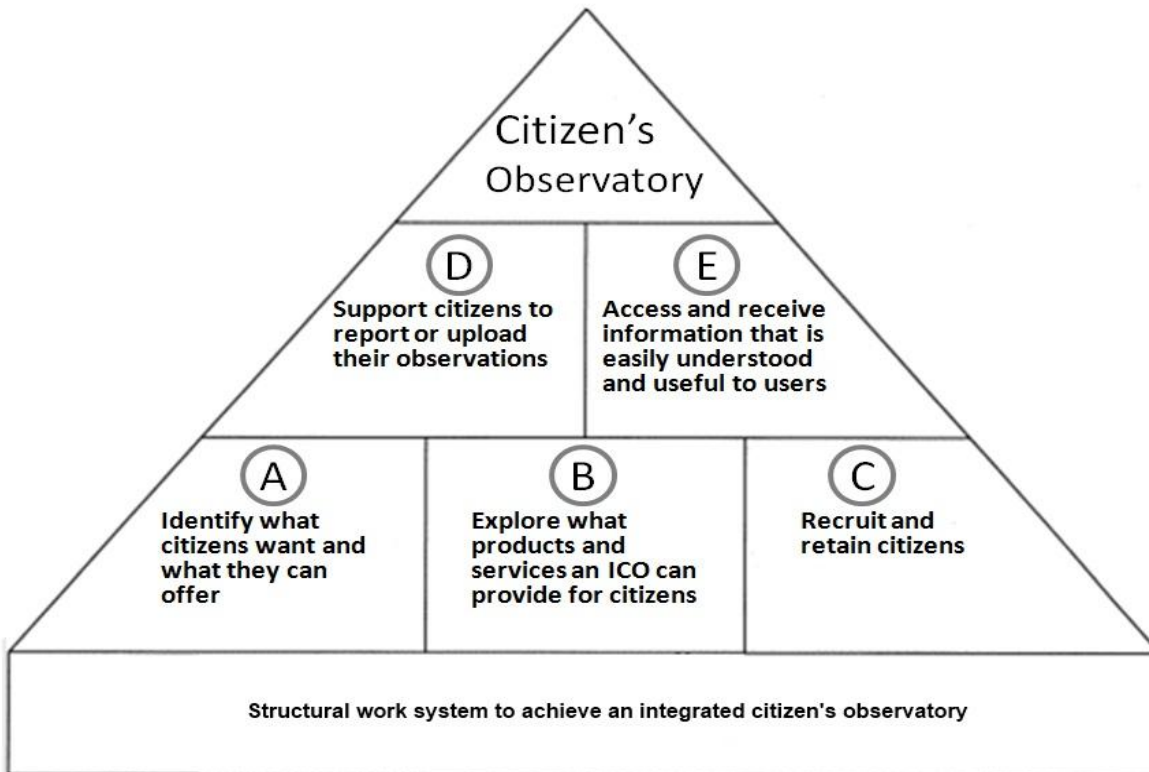 Citizen’s
Observatory
D
Support citizens to
report or upload
their observations
E
Access and receive
information that is
easily understood
and useful to users
A
Identify what
citizens want and
what they can
offer
B
Explore what
products and
services an ICO can
provide for citizens
C
Recruit and
retain citizens
Structural work system to achieve an integrated citizen's observatory